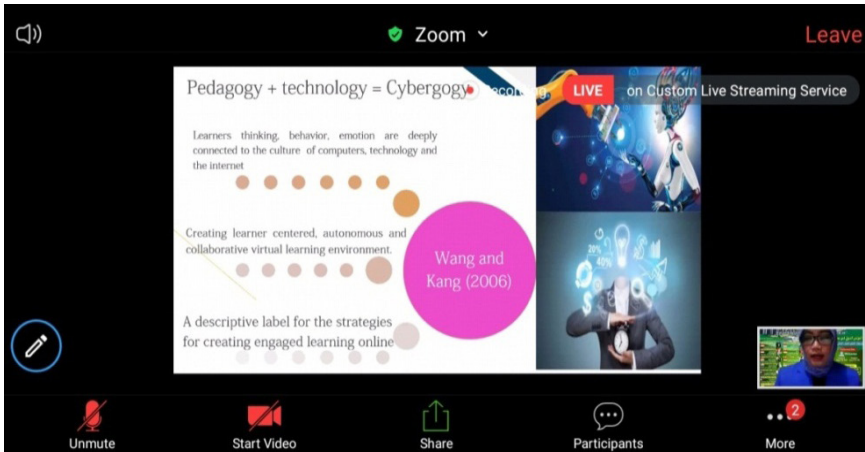 Zoom
Leave
Pedagogy + technology = Cybergogy
Recording
LIVE
on Custom Live Streaming Service
Learners thinking, behavior, emotion are deeply
connected to the culture of computers, technology and
the internet
Creating learner centered, autonomous and
collaborative virtual learning environment.
Wang and
Kang (2006)
A descriptive label for the strategies
for creating engaged learning online
20%
40%
$
Unmute
Start Video
Share
Participants
2
More